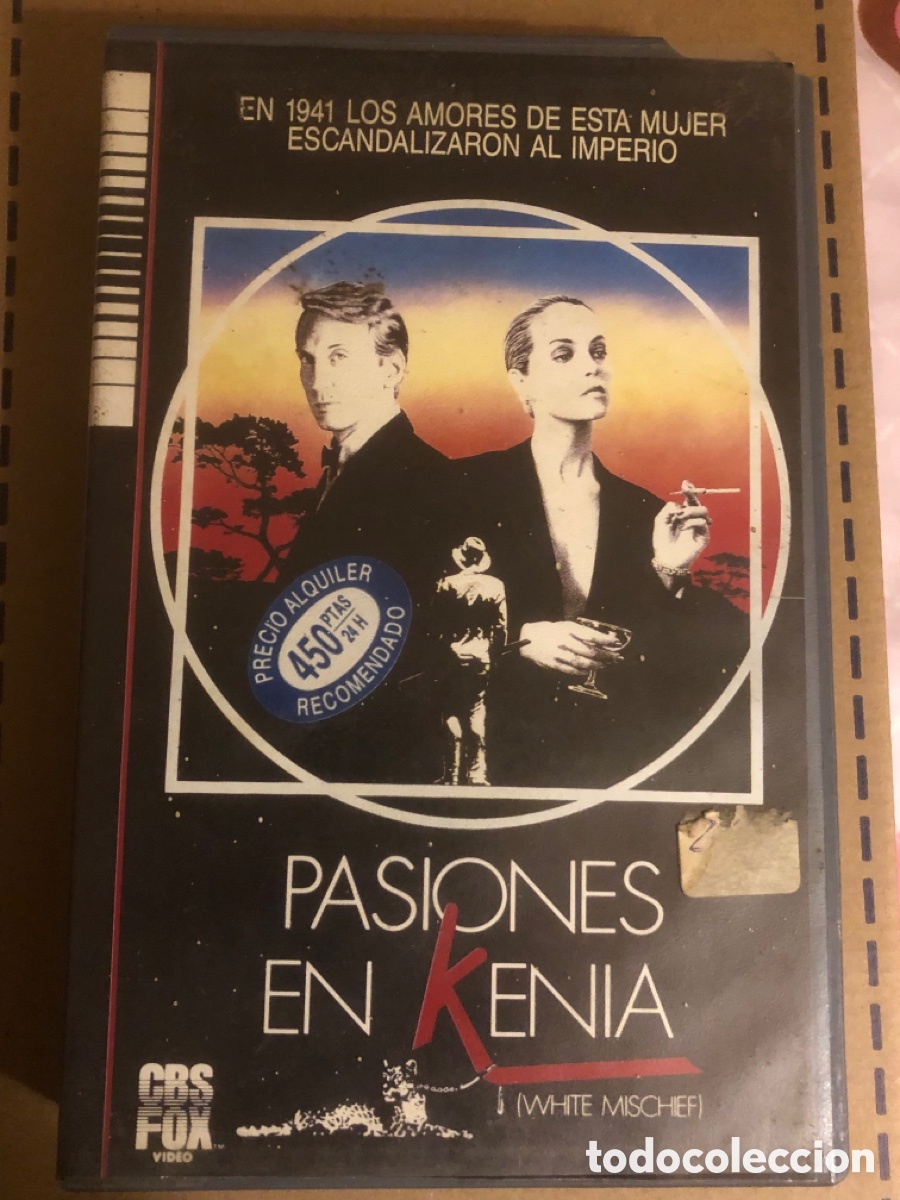 EN 1941 LOS AMORES DE ESTA MUJER
ESCANDALIZARON AL IMPERIO
PRECIO ALQUILER
450 PTAS
24 H
RECOMENDADO
2
PASIONES
EN KENIA
(WHITE MISCHIEF)
CBS
FOX
VIDEO
todocoleccion